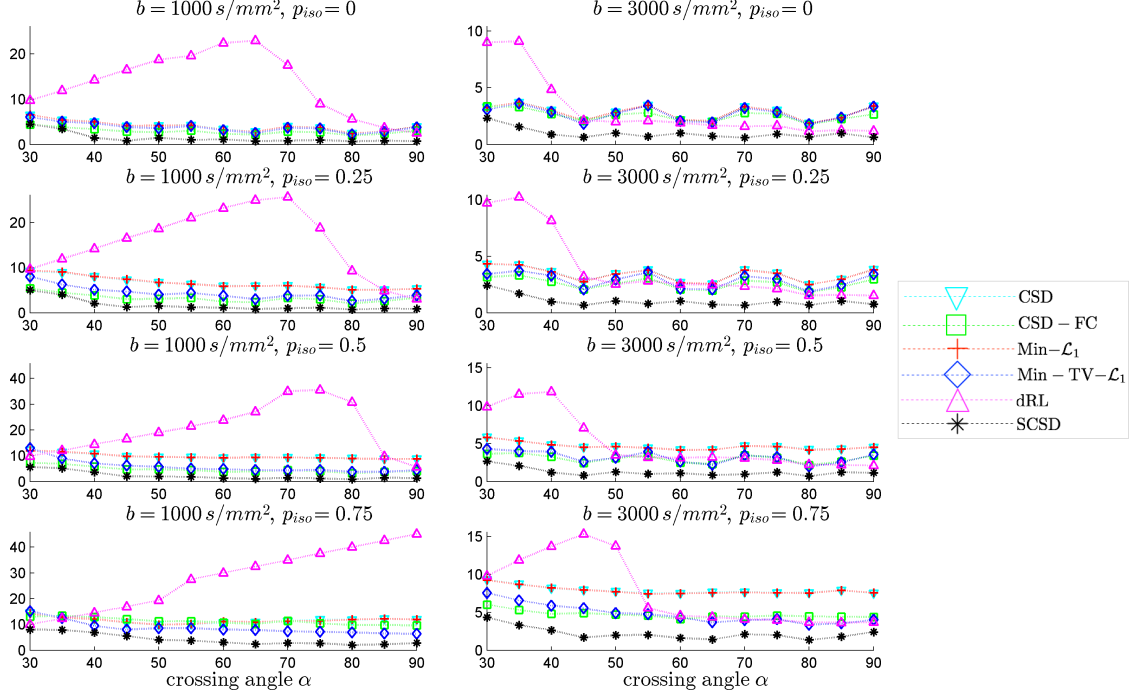 b = 1000 s/mm², p_iso = 0
20
10
0
30 40 50 60 70 80 90
b = 3000 s/mm², p_iso = 0
10
5
0
30 40 50 60 70 80 90
b = 1000 s/mm², p_iso = 0.25
20
10
0
30 40 50 60 70 80 90
b = 3000 s/mm², p_iso = 0.25
10
5
0
30 40 50 60 70 80 90
b = 1000 s/mm², p_iso = 0.5
40
30
20
10
0
30 40 50 60 70 80 90
b = 3000 s/mm², p_iso = 0.5
15
10
5
0
30 40 50 60 70 80 90
b = 1000 s/mm², p_iso = 0.75
40
30
20
10
0
30 40 50 60 70 80 90
crossing angle α
b = 3000 s/mm², p_iso = 0.75
15
10
5
0
30 40 50 60 70 80 90
crossing angle α
CSD
CSD − FC
Min−ℒ₁
Min − TV−ℒ₁
dRL
SCSD